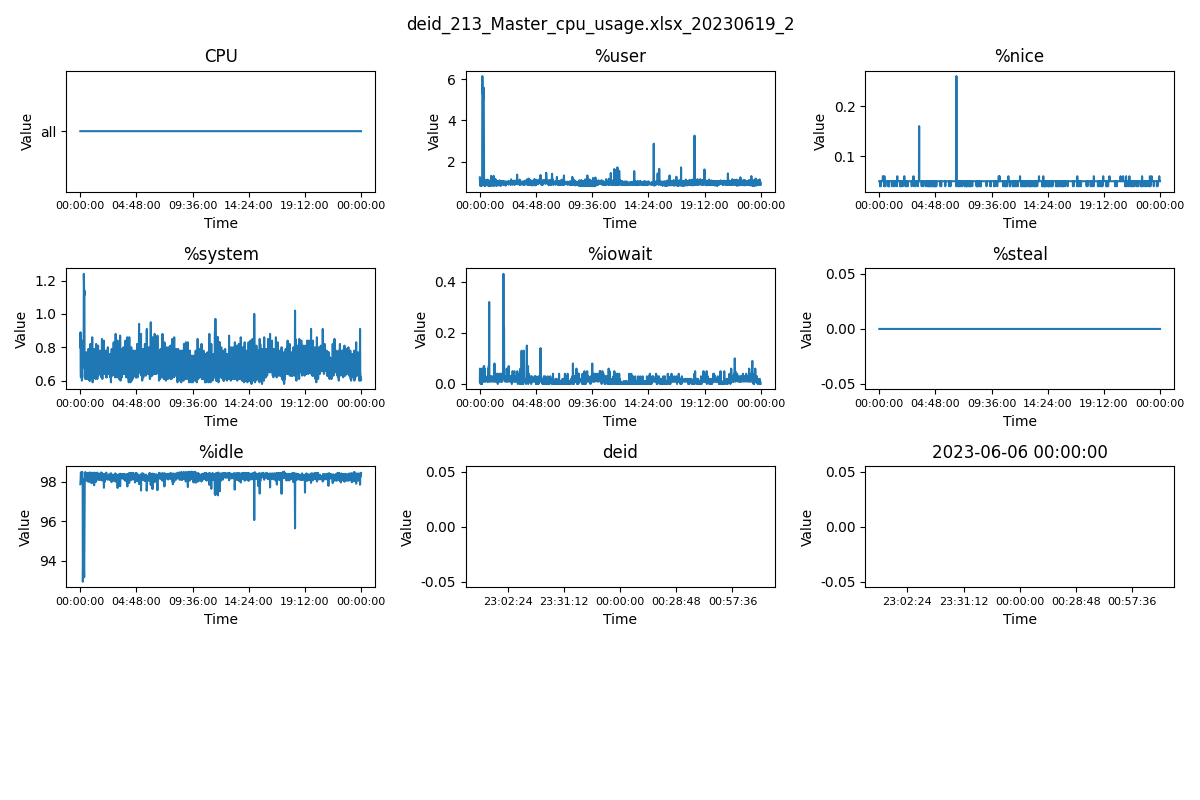 deid_213_Master_cpu_usage.xlsx_20230619_2
CPU
%user
%nice
Value
all
00:00:00 04:48:00 09:36:00 14:24:00 19:12:00 00:00:00
Time
Value
6
4
2
00:00:00 04:48:00 09:36:00 14:24:00 19:12:00 00:00:00
Time
Value
0.2
0.1
00:00:00 04:48:00 09:36:00 14:24:00 19:12:00 00:00:00
Time
%system
%iowait
%steal
Value
1.2
1.0
0.8
0.6
00:00:00 04:48:00 09:36:00 14:24:00 19:12:00 00:00:00
Time
Value
0.4
0.2
0.0
00:00:00 04:48:00 09:36:00 14:24:00 19:12:00 00:00:00
Time
Value
0.05
0.00
-0.05
00:00:00 04:48:00 09:36:00 14:24:00 19:12:00 00:00:00
Time
%idle
deid
2023-06-06 00:00:00
Value
98
96
94
00:00:00 04:48:00 09:36:00 14:24:00 19:12:00 00:00:00
Time
Value
0.05
0.00
-0.05
23:02:24 23:31:12 00:00:00 00:28:48 00:57:36
Time
Value
0.05
0.00
-0.05
23:02:24 23:31:12 00:00:00 00:28:48 00:57:36
Time